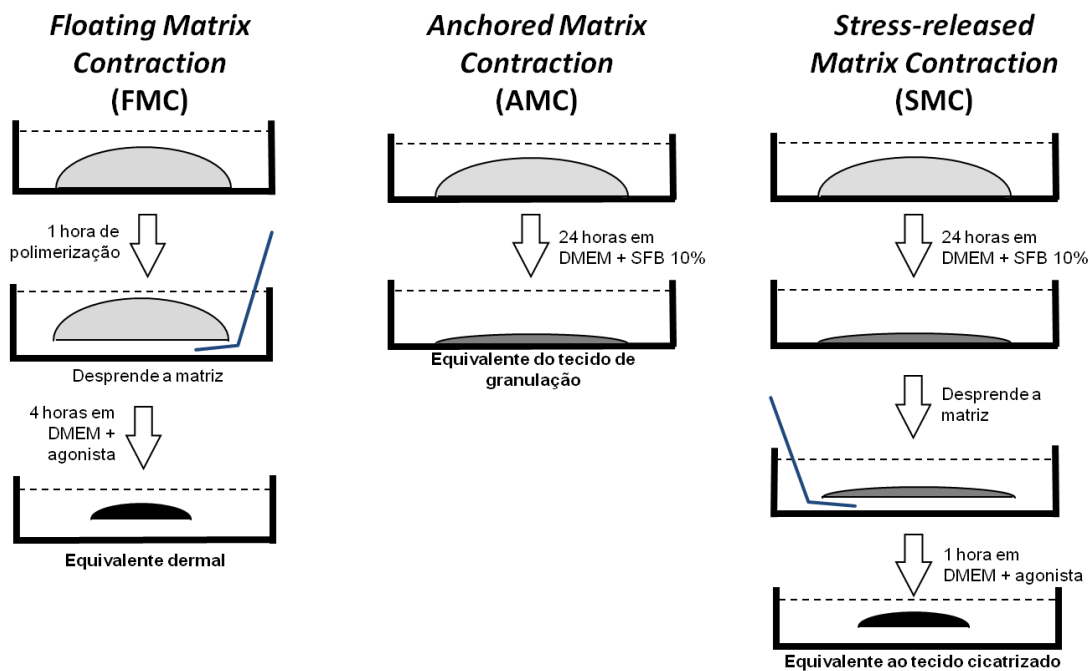 Floating Matrix
Contraction
(FMC)
1 hora de
polimerização
Desprende a matriz
4 horas em
DMEM +
agonista
Equivalente dermal
Anchored Matrix
Contraction
(AMC)
24 horas em
DMEM + SFB 10%
Equivalente do tecido de
granulação
Stress-released
Matrix Contraction
(SMC)
24 horas em
DMEM + SFB 10%
Desprende a
matriz
1 hora em
DMEM + agonista
Equivalente ao tecido cicatrizado